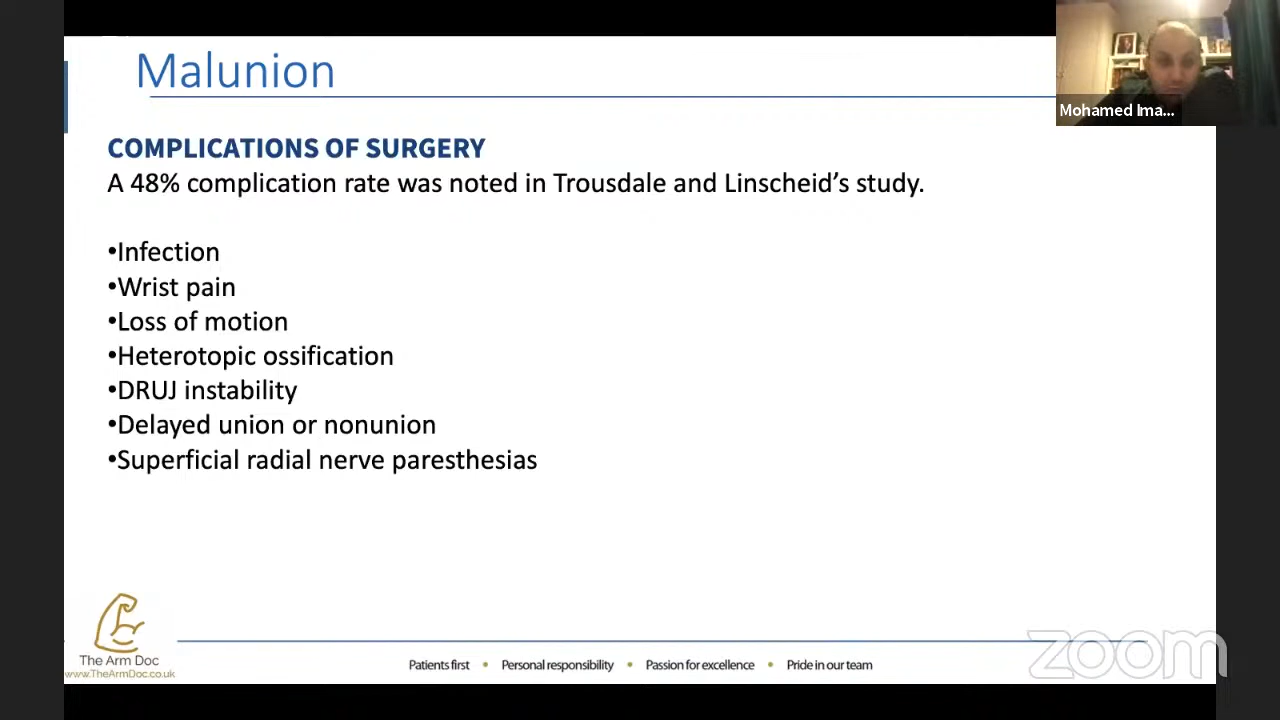 Malunion
Mohamed Ima...
COMPLICATIONS OF SURGERY
A 48% complication rate was noted in Trousdale and Linscheid’s study.
•Infection
•Wrist pain
•Loss of motion
•Heterotopic ossification
•DRUJ instability
•Delayed union or nonunion
•Superficial radial nerve paresthesias
The Arm Doc
www.TheArmDoc.co.uk
Patients first • Personal responsibility • Passion for excellence • Pride in our team
zoom